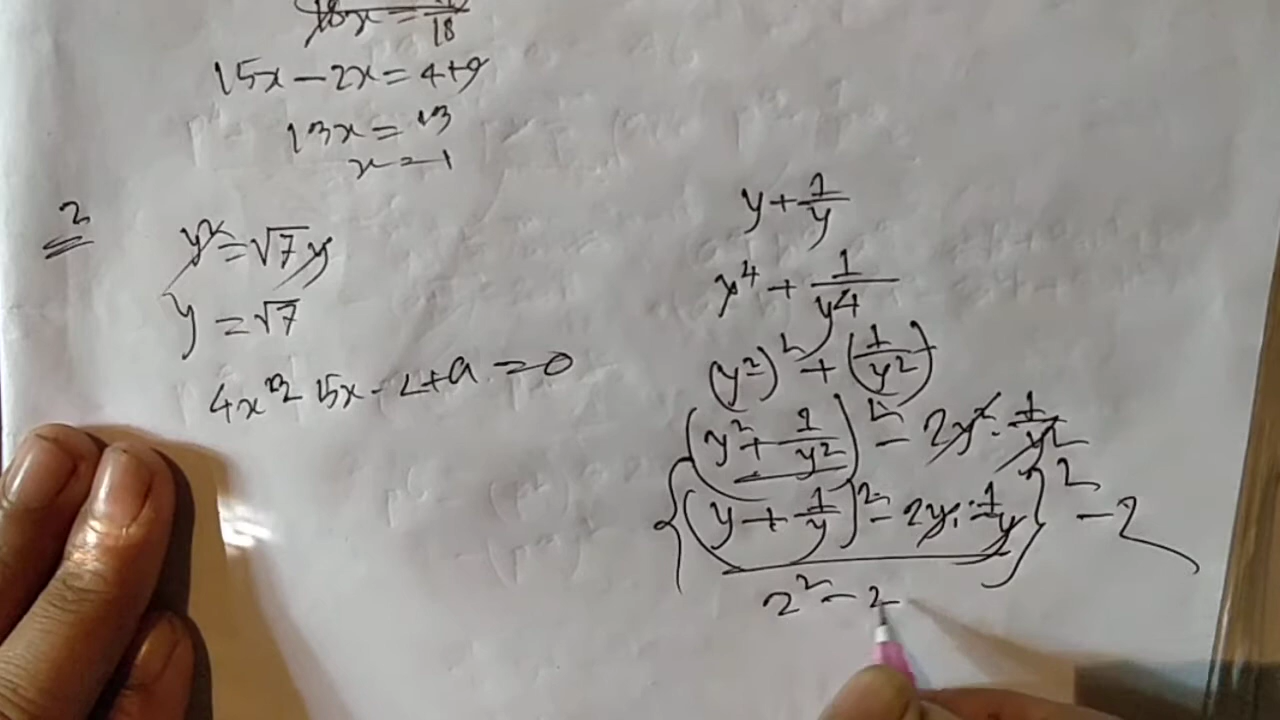 18x = 18
15x - 2x = 4+9
13x = 13
x = 1
2
y² = √7y
y = √7
4x² 15x - 2 + a = 0
y + 1/y
y⁴ + 1/y⁴
(y²)² + (1/y²)
(y² + 1/y²)² - 2y² · 1/y²
{(y + 1/y)² - 2y · 1/y}² - 2
2² - 2